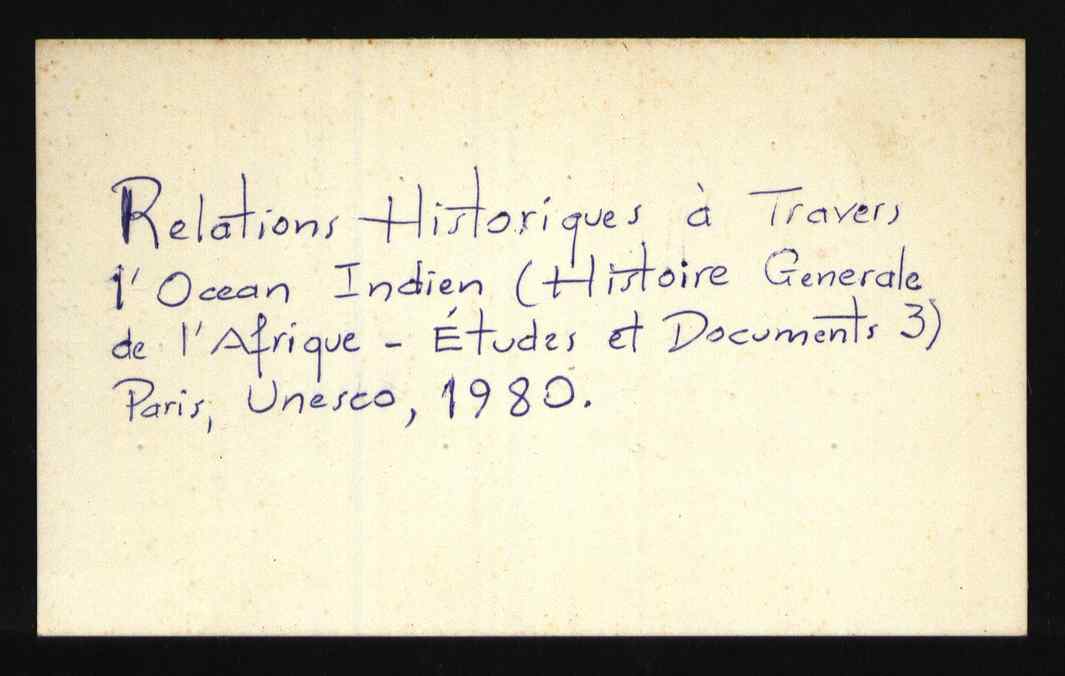 Relations Historiques à Travers
l'Ocean Indien (Histoire Generale
de l'Afrique - Études et Documents 3)
Paris, Unesco, 1980.